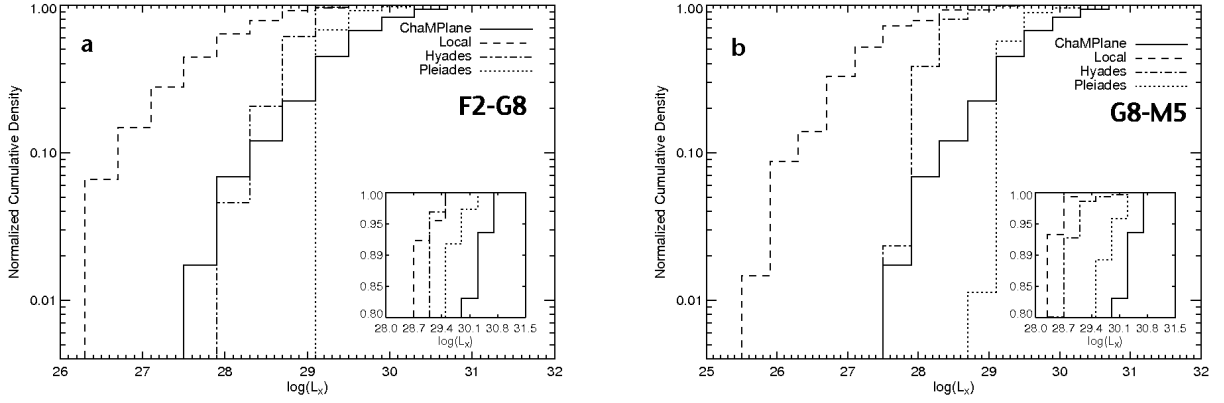 a
ChaMPlane
Local
Hyades
Pleiades
F2-G8
Normalized Cumulative Density
1.00
0.10
0.01
26 27 28 29 30 31 32
log(Lx)
1.00
0.95
0.89
0.85
0.80
28.0 28.7 29.4 30.1 30.8 31.5
log(Lx)
b
ChaMPlane
Local
Hyades
Pleiades
G8-M5
Normalized Cumulative Density
1.00
0.10
0.01
25 26 27 28 29 30 31 32
log(Lx)
1.00
0.95
0.89
0.85
0.80
28.0 28.7 29.4 30.1 30.8 31.5
log(Lx)